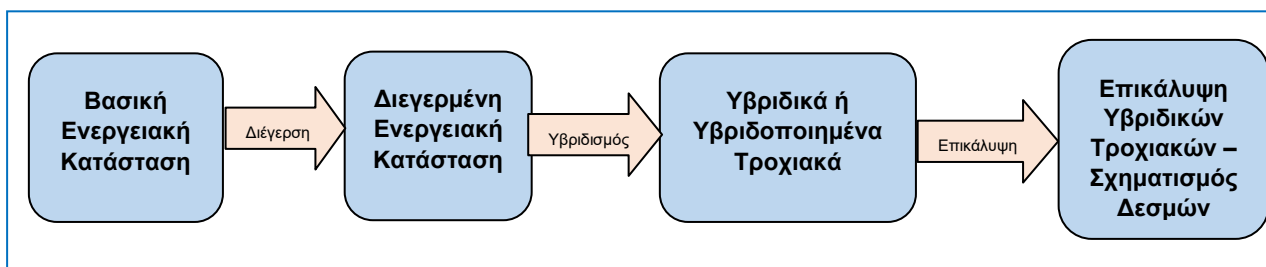 Βασική
Ενεργειακή
Κατάσταση
Διέγερση
Διεγερμένη
Ενεργειακή
Κατάσταση
Υβριδισμός
Υβριδικά ή
Υβριδοποιημένα
Τροχιακά
Επικάλυψη
Επικάλυψη
Υβριδικών
Τροχιακών –
Σχηματισμός
Δεσμών